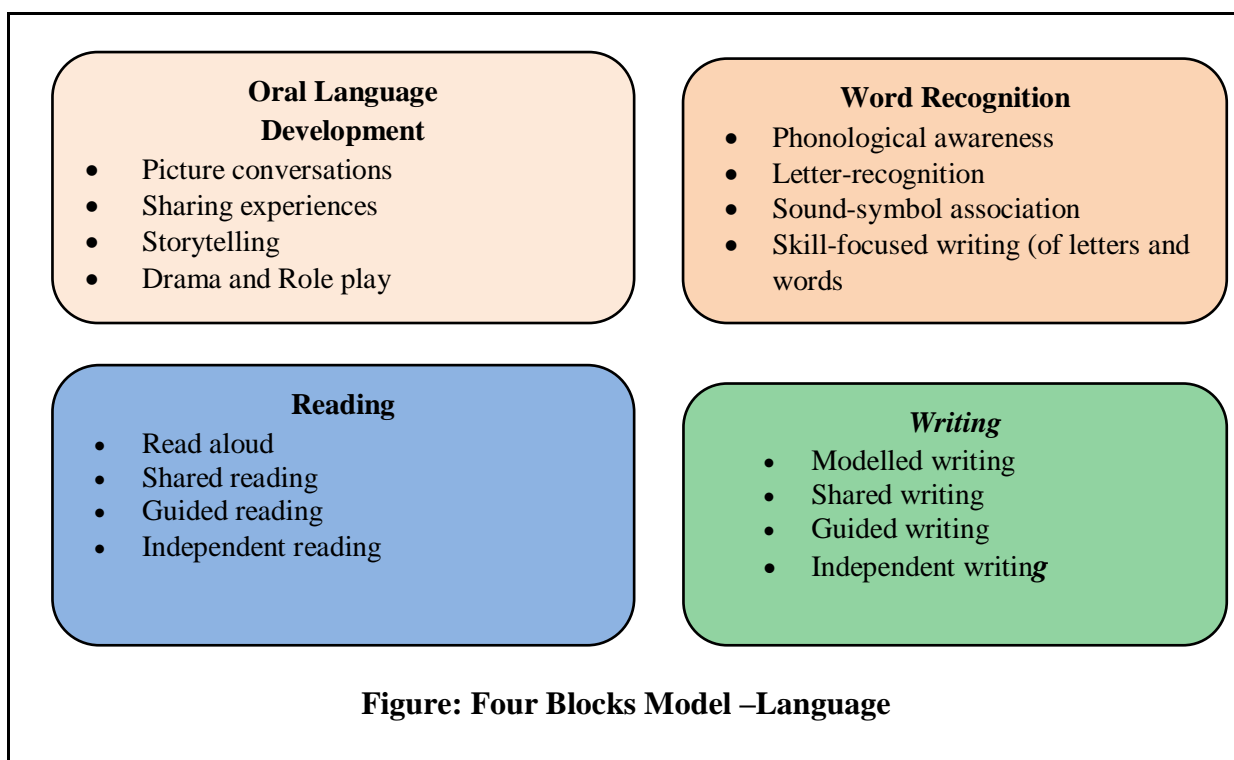 Oral Language
Development
• Picture conversations
• Sharing experiences
• Storytelling
• Drama and Role play
Word Recognition
• Phonological awareness
• Letter-recognition
• Sound-symbol association
• Skill-focused writing (of letters and
words
Reading
• Read aloud
• Shared reading
• Guided reading
• Independent reading
Writing
• Modelled writing
• Shared writing
• Guided writing
• Independent writing
Figure: Four Blocks Model –Language